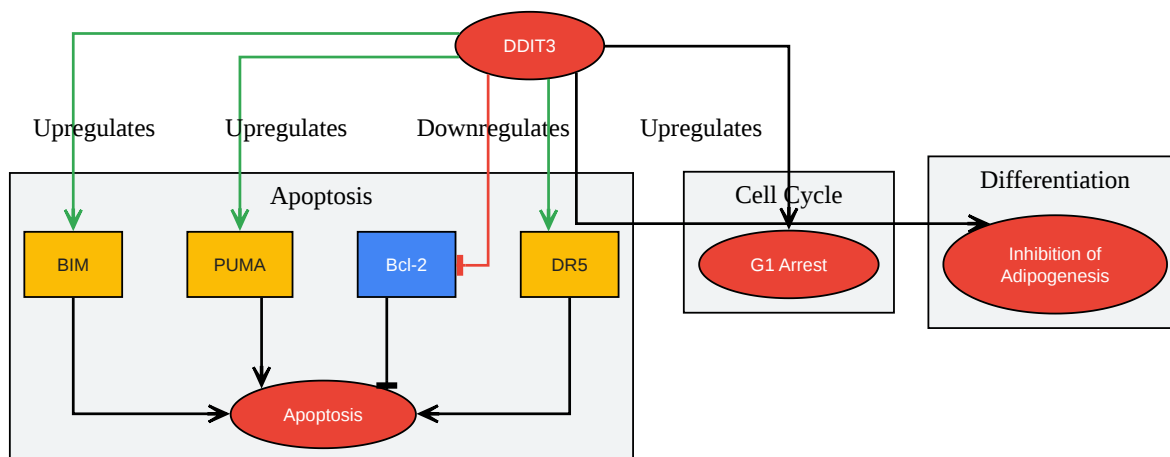 DDIT3
Upregulates
Upregulates
Downregulates
Upregulates
Apoptosis
Cell Cycle
Differentiation
BIM
PUMA
Bcl-2
DR5
G1 Arrest
Inhibition of
Adipogenesis
Apoptosis